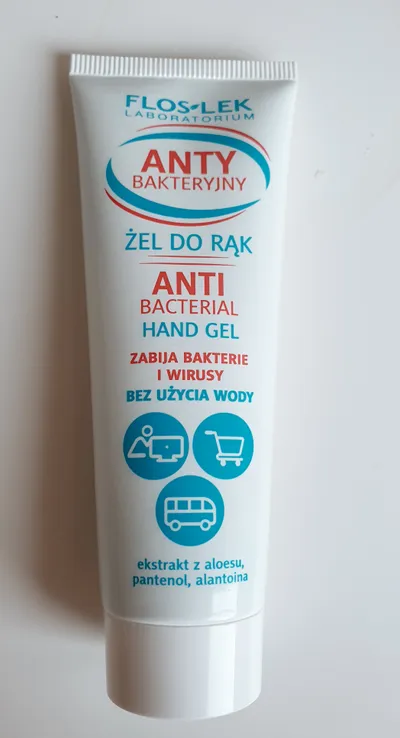 FLOS•LEK
LABORATORIUM
ANTY
BAKTERYJNY
ŻEL DO RĄK
ANTI
BACTERIAL
HAND GEL
ZABIJA BAKTERIE
I WIRUSY
BEZ UŻYCIA WODY
ekstrakt z aloesu,
pantenol, alantoina